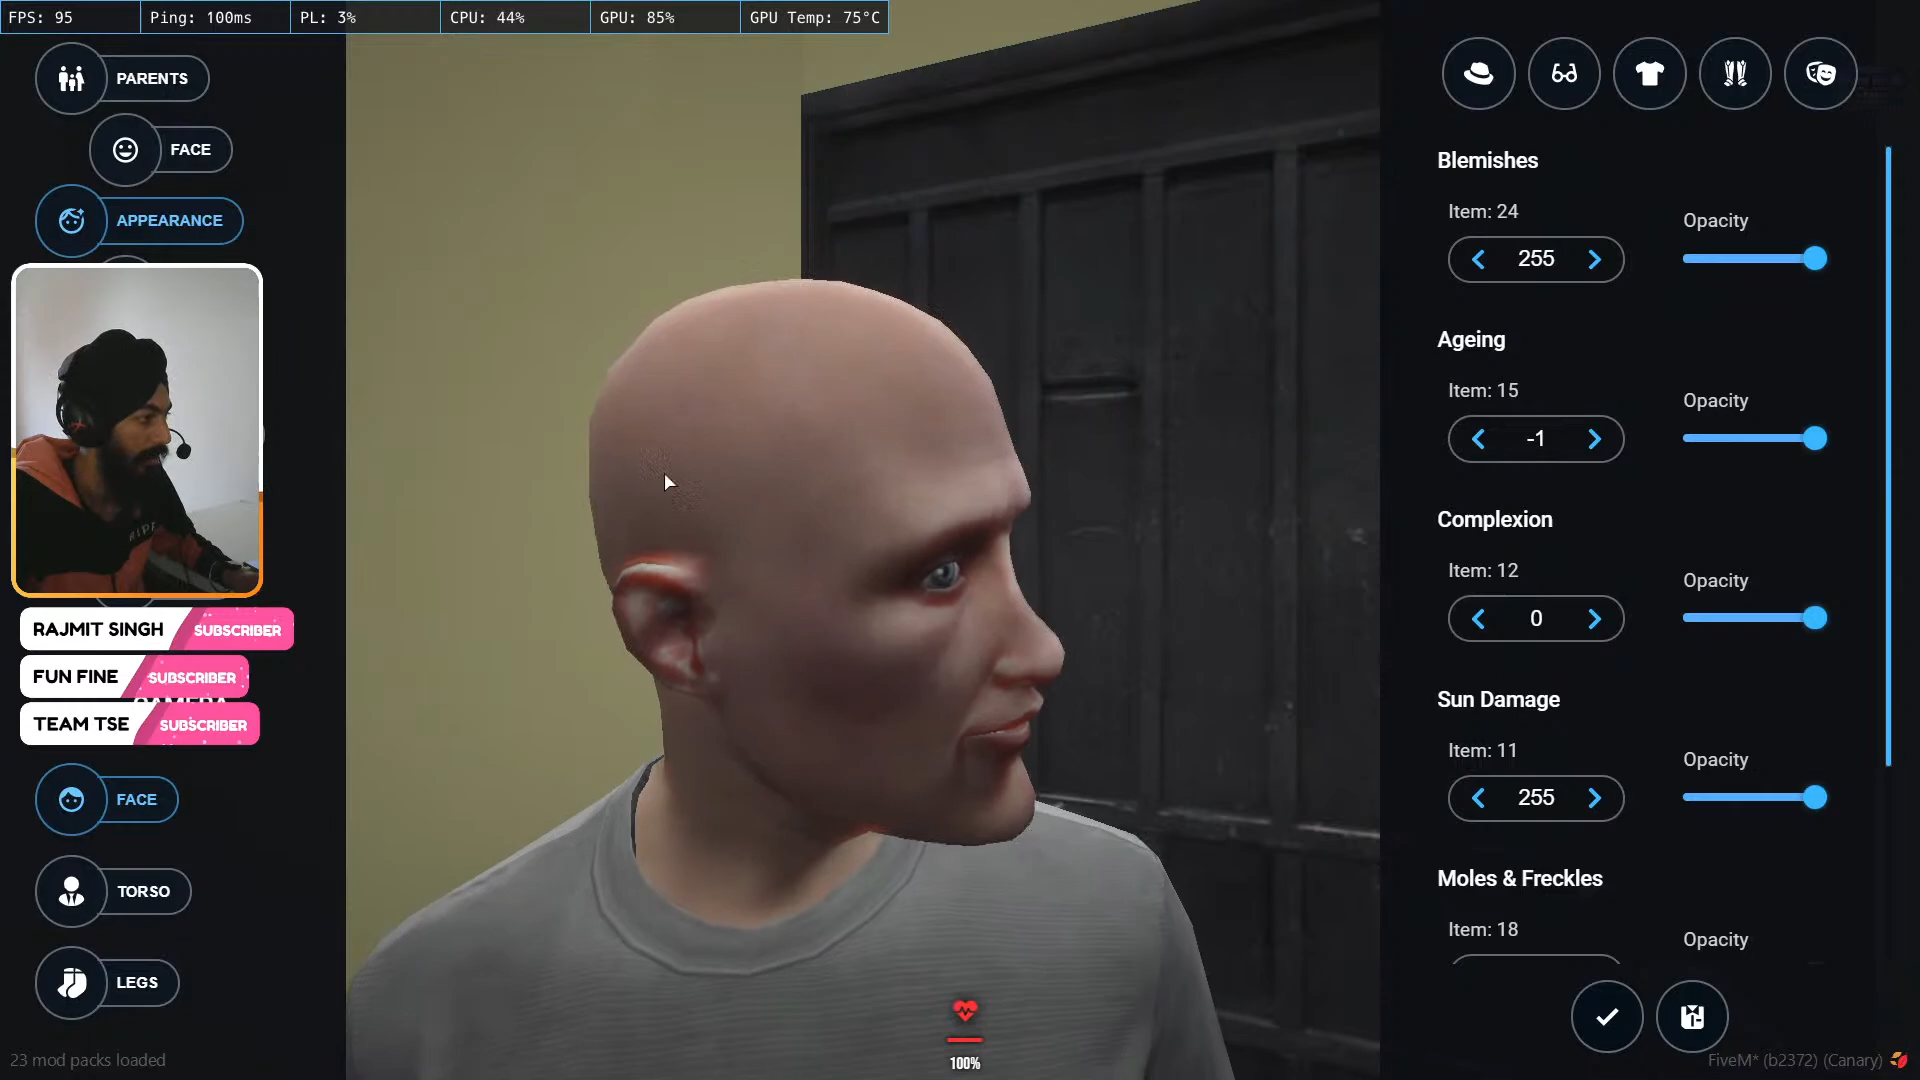 FPS: 95
Ping: 100ms
PL: 3%
CPU: 44%
GPU: 85%
GPU Temp: 75°C
PARENTS
FACE
APPEARANCE
RAJMIT SINGH
SUBSCRIBER
FUN FINE
SUBSCRIBER
CAMERA
TEAM TSE
SUBSCRIBER
FACE
TORSO
LEGS
23 mod packs loaded
100%
Blemishes
Item: 24
Opacity
255
Ageing
Item: 15
Opacity
-1
Complexion
Item: 12
Opacity
0
Sun Damage
Item: 11
Opacity
255
Moles & Freckles
Item: 18
Opacity
FiveM* (b2372) (Canary)